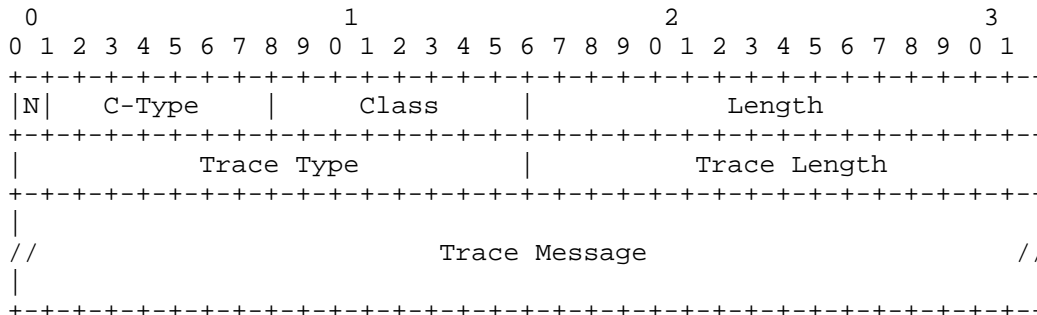 0                   1                   2                   3
0 1 2 3 4 5 6 7 8 9 0 1 2 3 4 5 6 7 8 9 0 1 2 3 4 5 6 7 8 9 0 1
+-+-+-+-+-+-+-+-+-+-+-+-+-+-+-+-+-+-+-+-+-+-+-+-+-+-+-+-+-+-+-+--
|N|   C-Type    |     Class     |            Length
+-+-+-+-+-+-+-+-+-+-+-+-+-+-+-+-+-+-+-+-+-+-+-+-+-+-+-+-+-+-+-+--
|           Trace Type          |          Trace Length
+-+-+-+-+-+-+-+-+-+-+-+-+-+-+-+-+-+-+-+-+-+-+-+-+-+-+-+-+-+-+-+--
|
//                         Trace Message                       //
|
+-+-+-+-+-+-+-+-+-+-+-+-+-+-+-+-+-+-+-+-+-+-+-+-+-+-+-+-+-+-+-+--